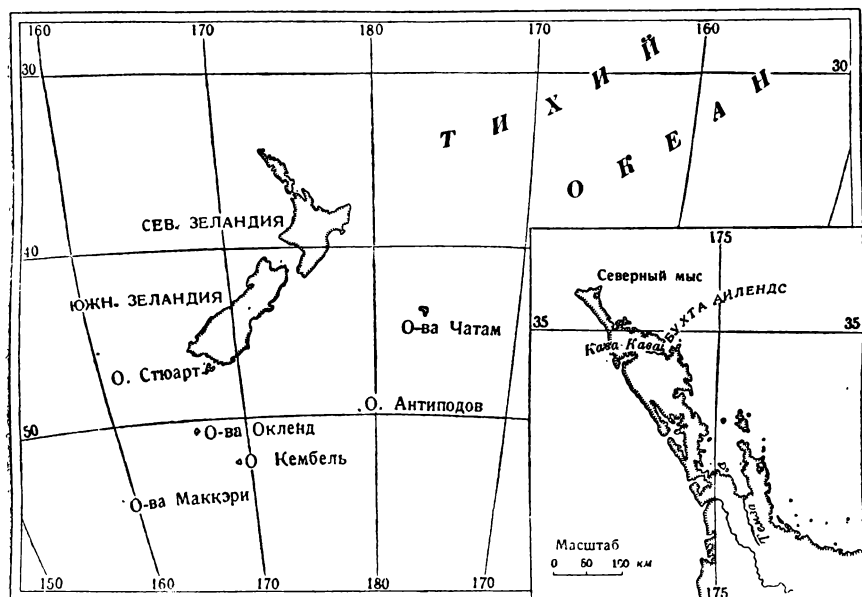 160 170 180 170 160
30 30
ТИХИЙ
ОКЕАН
СЕВ. ЗЕЛАНДИЯ
40
ЮЖН. ЗЕЛАНДИЯ
О-ва Чатам
О. Стюарт
О. Антиподов
50
О-ва Окленд
О Кембель
О-ва Маккэри
150 160 170 180 170
175
Северный мыс
БУХТА АЙЛЕНДС
35 35
Кава-Кава
Темза
Масштаб
0 50 100 км
175